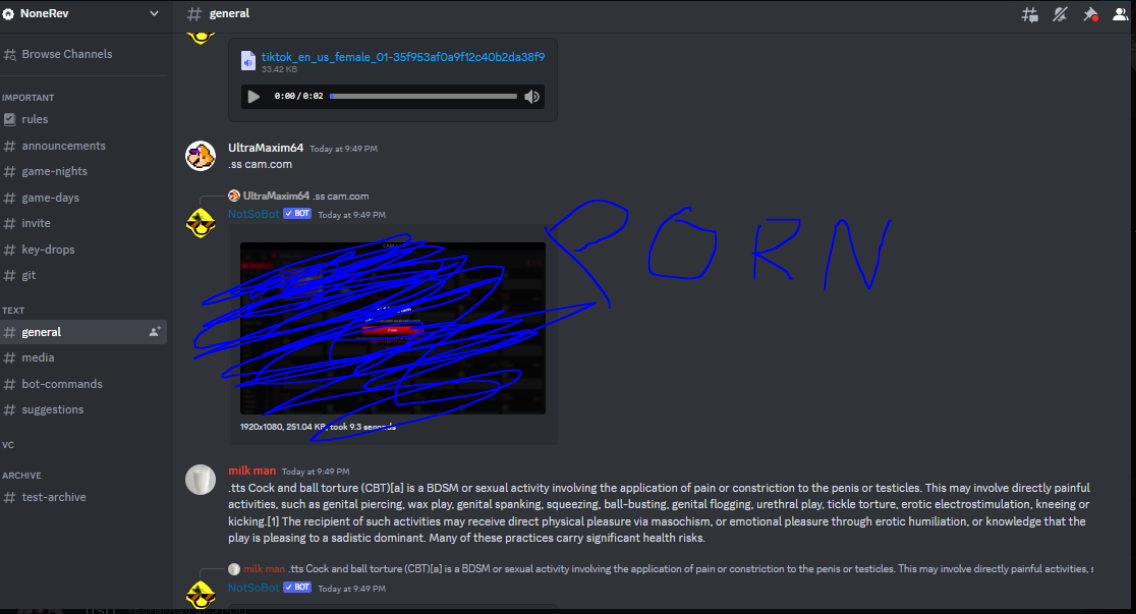 NoneRev
general
Browse Channels
tiktok_en_us_female_01-35f953af0a9f12c40b2da38f9
33.42 KB
0:00 / 0:02
IMPORTANT
rules
announcements
game-nights
game-days
invite
key-drops
git
TEXT
general
media
bot-commands
suggestions
VC
ARCHIVE
test-archive
UltraMaxim64 Today at 9:49 PM
.ss cam.com
UltraMaxim64 .ss cam.com
NotSoBot BOT Today at 9:49 PM
PORN
1920x1080, 251.04 KB, took 9.3 seconds
milk man Today at 9:49 PM
.tts Cock and ball torture (CBT)[a] is a BDSM or sexual activity involving the application of pain or constriction to the penis or testicles. This may involve directly painful
activities, such as genital piercing, wax play, genital spanking, squeezing, ball-busting, genital flogging, urethral play, tickle torture, erotic electrostimulation, kneeing or
kicking.[1] The recipient of such activities may receive direct physical pleasure via masochism, or emotional pleasure through erotic humiliation, or knowledge that the
play is pleasing to a sadistic dominant. Many of these practices carry significant health risks.
milk man .tts Cock and ball torture (CBT)[a] is a BDSM or sexual activity involving the application of pain or constriction to the penis or testicles. This may involve directly painful activities,
NotSoBot BOT Today at 9:49 PM